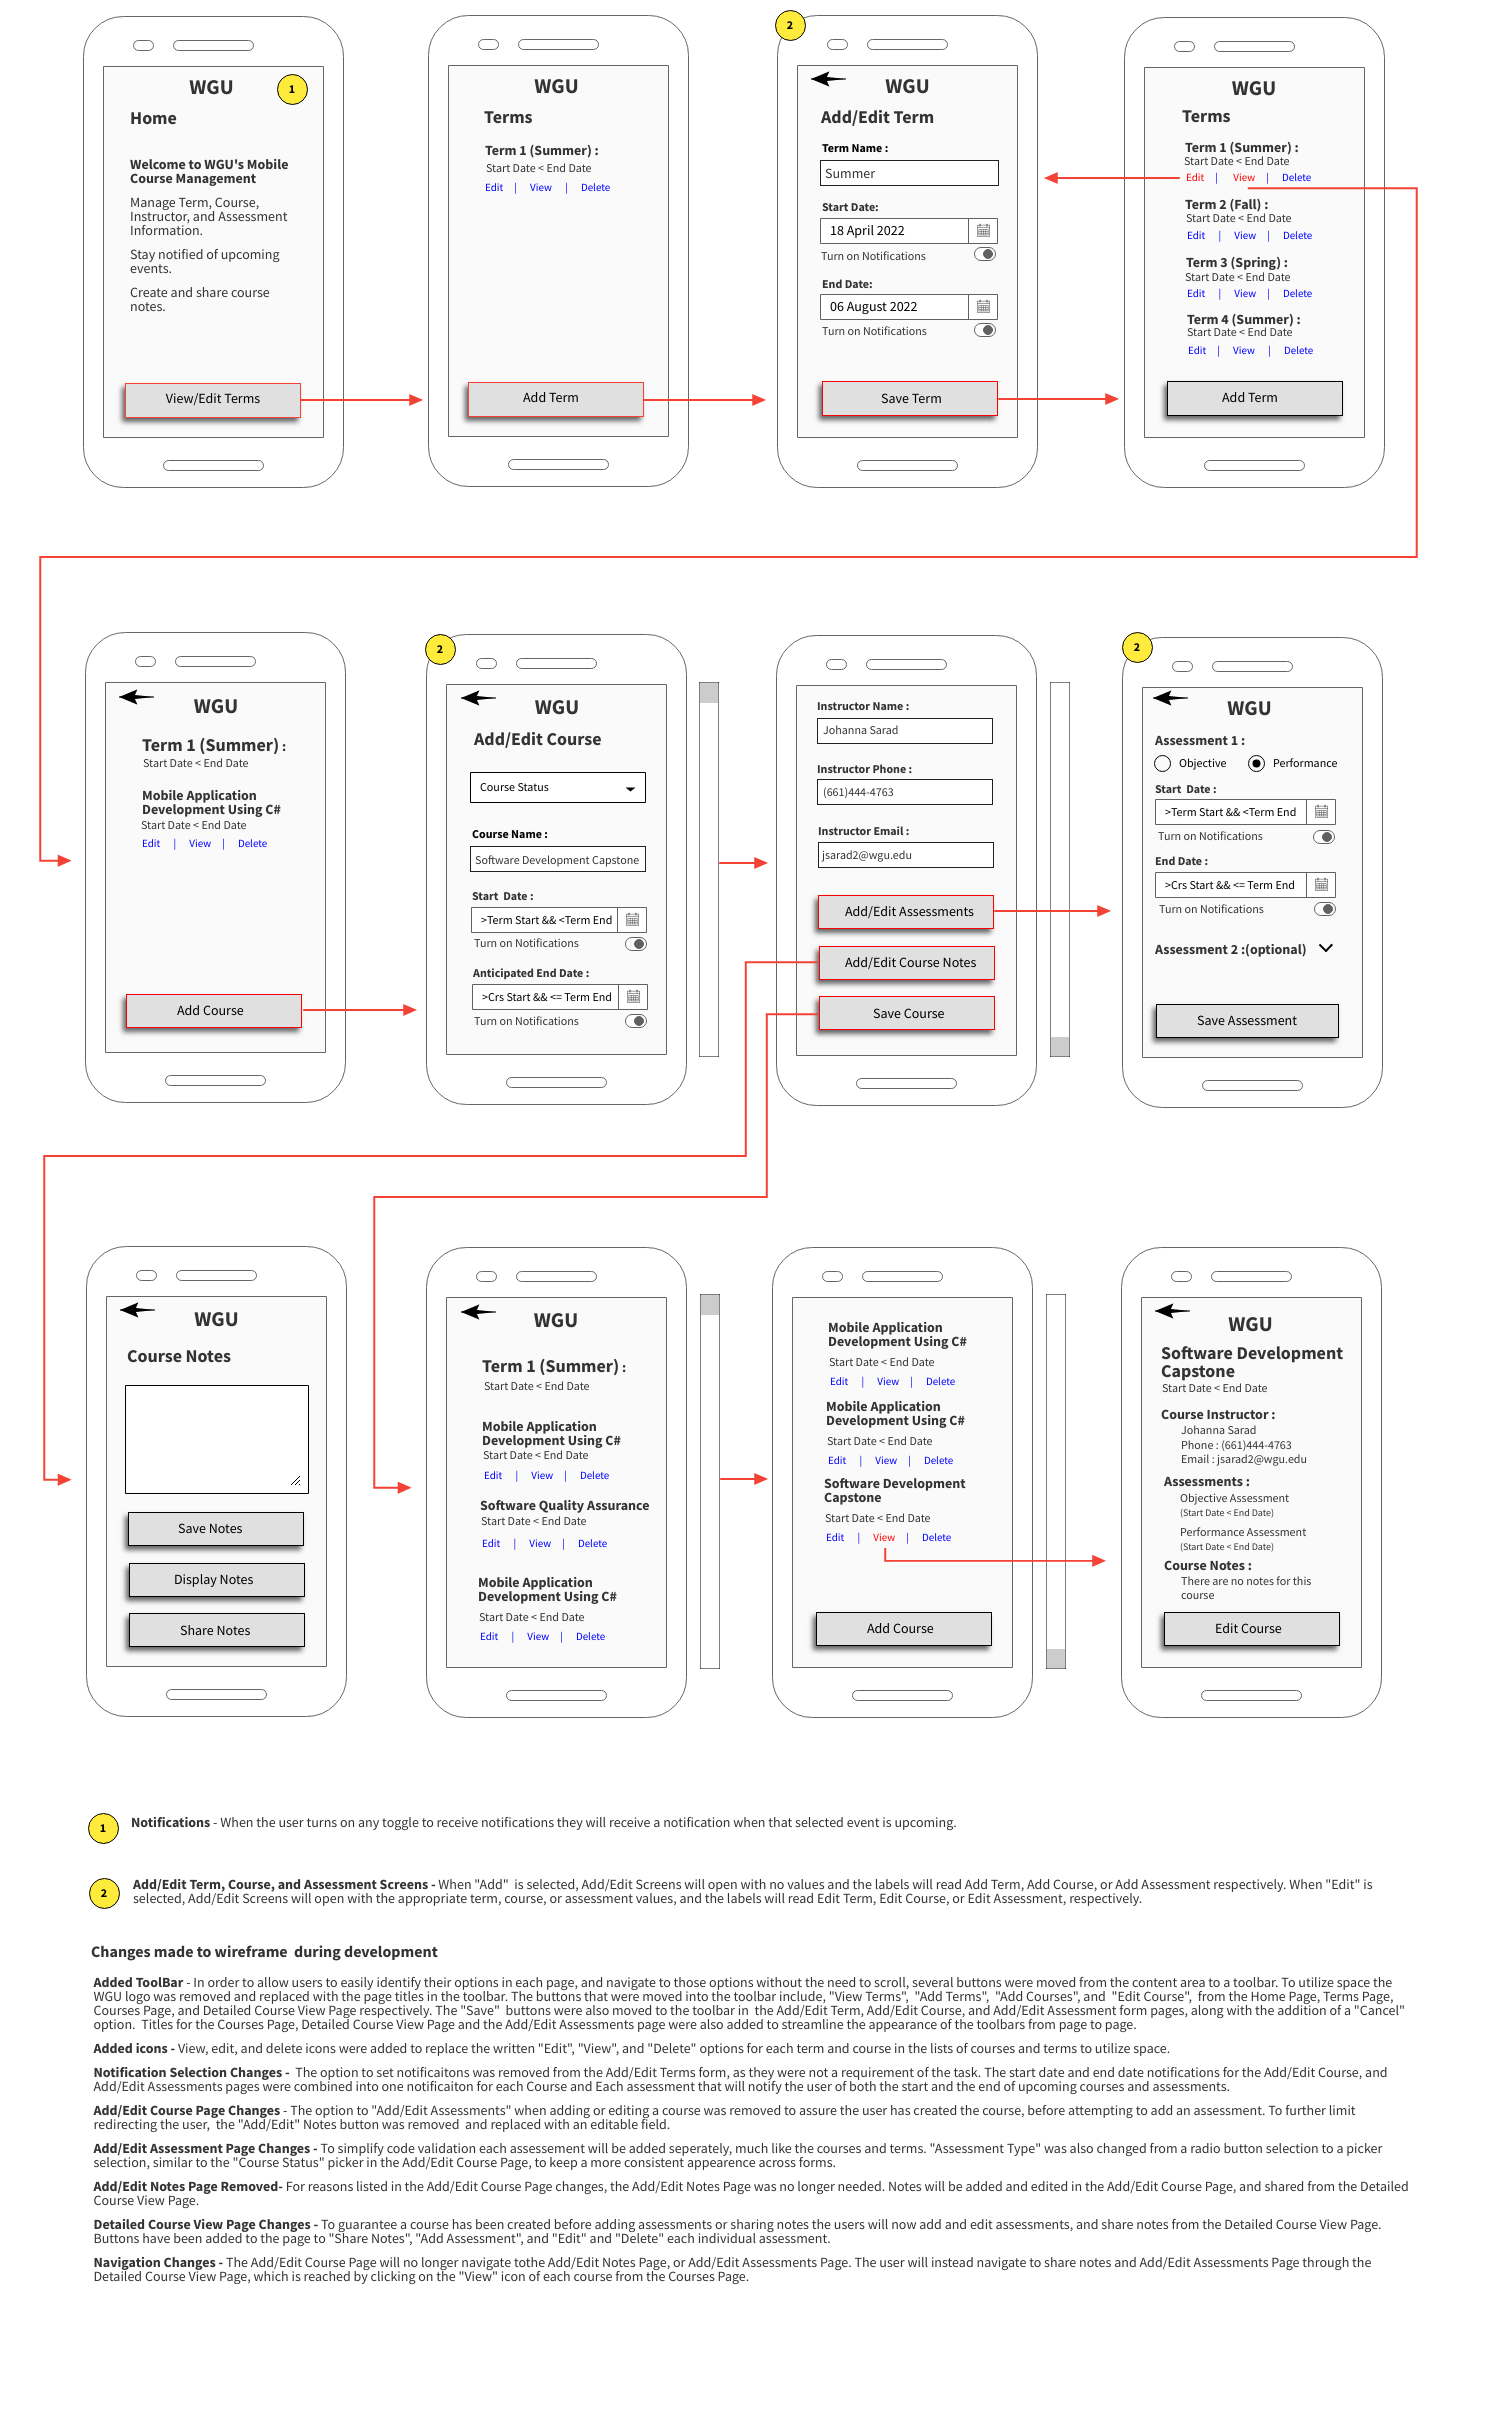 WGU
1
Home
Welcome to WGU's Mobile
Course Management
Manage Term, Course,
Instructor, and Assessment
Information.
Stay notified of upcoming
events.
Create and share course
notes.
View/Edit Terms
WGU
Terms
Term 1 (Summer) :
Start Date < End Date
Edit | View | Delete
Add Term
2
WGU
Add/Edit Term
Term Name :
Summer
Start Date:
18 April 2022
Turn on Notifications
End Date:
06 August 2022
Turn on Notifications
Save Term
WGU
Terms
Term 1 (Summer) :
Start Date < End Date
Edit | View | Delete
Term 2 (Fall) :
Start Date < End Date
Edit | View | Delete
Term 3 (Spring) :
Start Date < End Date
Edit | View | Delete
Term 4 (Summer) :
Start Date < End Date
Edit | View | Delete
Add Term
WGU
Term 1 (Summer) :
Start Date < End Date
Mobile Application
Development Using C#
Start Date < End Date
Edit | View | Delete
Add Course
2
WGU
Add/Edit Course
Course Status
Course Name :
Software Development Capstone
Start  Date :
>Term Start && <Term End
Turn on Notifications
Anticipated End Date :
>Crs Start && <= Term End
Turn on Notifications
Instructor Name :
Johanna Sarad
Instructor Phone :
(661)444-4763
Instructor Email :
jsarad2@wgu.edu
Add/Edit Assessments
Add/Edit Course Notes
Save Course
2
WGU
Assessment 1 :
Objective Performance
Start  Date :
>Term Start && <Term End
Turn on Notifications
End Date :
>Crs Start && <= Term End
Turn on Notifications
Assessment 2 :(optional)
Save Assessment
WGU
Course Notes
Save Notes
Display Notes
Share Notes
WGU
Term 1 (Summer) :
Start Date < End Date
Mobile Application
Development Using C#
Start Date < End Date
Edit | View | Delete
Software Quality Assurance
Start Date < End Date
Edit | View | Delete
Mobile Application
Development Using C#
Start Date < End Date
Edit | View | Delete
Mobile Application
Development Using C#
Start Date < End Date
Edit | View | Delete
Mobile Application
Development Using C#
Start Date < End Date
Edit | View | Delete
Software Development
Capstone
Start Date < End Date
Edit | View | Delete
Add Course
WGU
Software Development
Capstone
Start Date < End Date
Course Instructor :
Johanna Sarad
Phone : (661)444-4763
Email : jsarad2@wgu.edu
Assessments :
Objective Assessment
(Start Date < End Date)
Performance Assessment
(Start Date < End Date)
Course Notes :
There are no notes for this
course
Edit Course
1 Notifications - When the user turns on any toggle to receive notifications they will receive a notification when that selected event is upcoming.
2 Add/Edit Term, Course, and Assessment Screens - When "Add"  is selected, Add/Edit Screens will open with no values and the labels will read Add Term, Add Course, or Add Assessment respectively. When "Edit" is
selected, Add/Edit Screens will open with the appropriate term, course, or assessment values, and the labels will read Edit Term, Edit Course, or Edit Assessment, respectively.
Changes made to wireframe  during development
Added ToolBar - In order to allow users to easily identify their options in each page, and navigate to those options without the need to scroll, several buttons were moved from the content area to a toolbar. To utilize space the
WGU logo was removed and replaced with the page titles in the toolbar. The buttons that were moved into the toolbar include, "View Terms",  "Add Terms",  "Add Courses", and  "Edit Course",  from the Home Page, Terms Page,
Courses Page, and Detailed Course View Page respectively. The "Save"  buttons were also moved to the toolbar in  the Add/Edit Term, Add/Edit Course, and Add/Edit Assessment form pages, along with the addition of a "Cancel"
option.  Titles for the Courses Page, Detailed Course View Page and the Add/Edit Assessments page were also added to streamline the appearance of the toolbars from page to page.
Added icons - View, edit, and delete icons were added to replace the written "Edit", "View", and "Delete" options for each term and course in the lists of courses and terms to utilize space.
Notification Selection Changes -  The option to set notificaitons was removed from the Add/Edit Terms form, as they were not a requirement of the task. The start date and end date notifications for the Add/Edit Course, and
Add/Edit Assessments pages were combined into one notificaiton for each Course and Each assessment that will notify the user of both the start and the end of upcoming courses and assessments.
Add/Edit Course Page Changes - The option to "Add/Edit Assessments" when adding or editing a course was removed to assure the user has created the course, before attempting to add an assessment. To further limit
redirecting the user,  the "Add/Edit" Notes button was removed  and replaced with an editable field.
Add/Edit Assessment Page Changes - To simplify code validation each assessement will be added seperately, much like the courses and terms. "Assessment Type" was also changed from a radio button selection to a picker
selection, similar to the "Course Status" picker in the Add/Edit Course Page, to keep a more consistent appearence across forms.
Add/Edit Notes Page Removed- For reasons listed in the Add/Edit Course Page changes, the Add/Edit Notes Page was no longer needed. Notes will be added and edited in the Add/Edit Course Page, and shared from the Detailed
Course View Page.
Detailed Course View Page Changes - To guarantee a course has been created before adding assessments or sharing notes the users will now add and edit assessments, and share notes from the Detailed Course View Page.
Buttons have been added to the page to "Share Notes", "Add Assessment", and "Edit" and "Delete" each individual assessment.
Navigation Changes - The Add/Edit Course Page will no longer navigate tothe Add/Edit Notes Page, or Add/Edit Assessments Page. The user will instead navigate to share notes and Add/Edit Assessments Page through the
Detailed Course View Page, which is reached by clicking on the "View" icon of each course from the Courses Page.